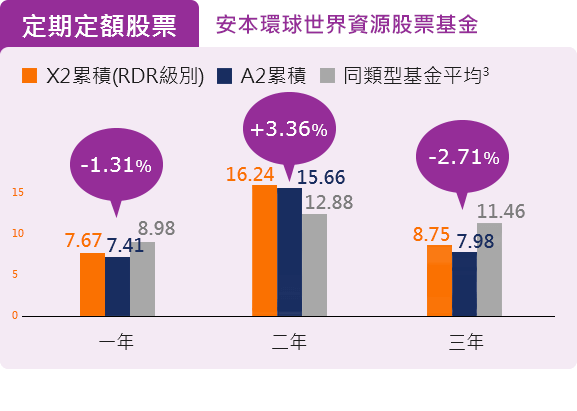 定期定額股票 安本環球世界資源股票基金
X2累積(RDR級別) A2累積 同類型基金平均3
-1.31% +3.36% -2.71%
16.24 15.66 12.88
7.67 7.41 8.98
8.75 7.98 11.46
15
10
5
0
一年 二年 三年